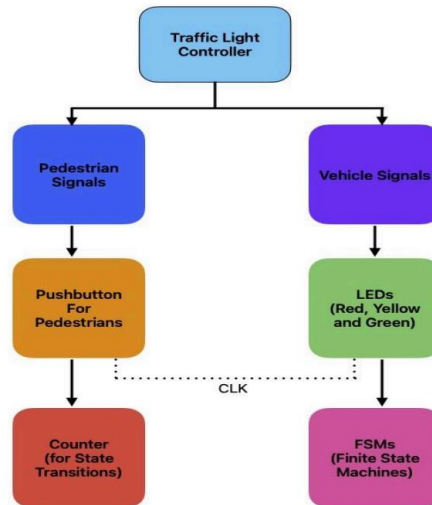 Traffic Light
Controller
Pedestrian
Signals
Vehicle Signals
Pushbutton
For
Pedestrians
LEDs
(Red, Yellow
and Green)
CLK
Counter
(for State
Transitions)
FSMs
(Finite State
Machines)